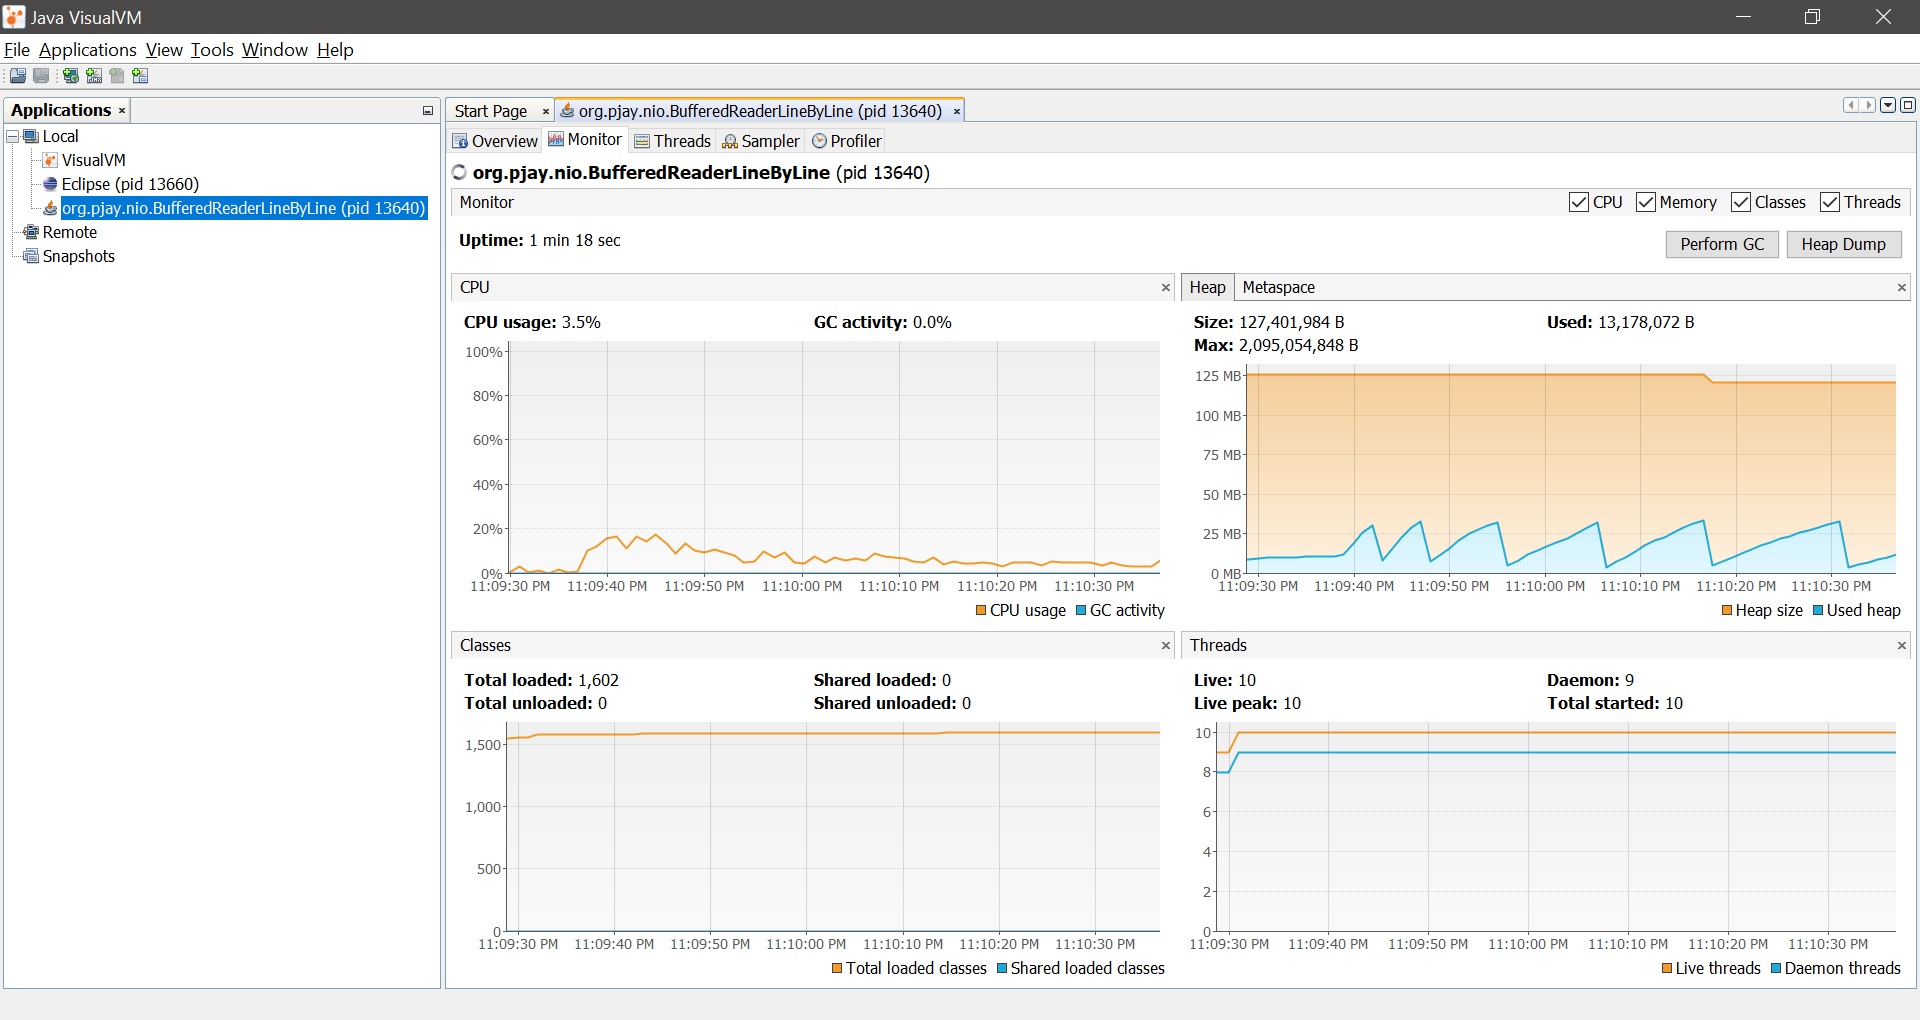 Java VisualVM
File Applications View Tools Window Help
Applications
Local
VisualVM
Eclipse (pid 13660)
org.pjay.nio.BufferedReaderLineByLine (pid 13640)
Remote
Snapshots
Start Page org.pjay.nio.BufferedReaderLineByLine (pid 13640)
Overview Monitor Threads Sampler Profiler
org.pjay.nio.BufferedReaderLineByLine (pid 13640)
Monitor CPU Memory Classes Threads
Uptime: 1 min 18 sec
Perform GC Heap Dump
CPU
CPU usage: 3.5% GC activity: 0.0%
100%
80%
60%
40%
20%
0%
11:09:30 PM 11:09:40 PM 11:09:50 PM 11:10:00 PM 11:10:10 PM 11:10:20 PM 11:10:30 PM
CPU usage GC activity
Heap Metaspace
Size: 127,401,984 B Used: 13,178,072 B
Max: 2,095,054,848 B
125 MB
100 MB
75 MB
50 MB
25 MB
0 MB
11:09:30 PM 11:09:40 PM 11:09:50 PM 11:10:00 PM 11:10:10 PM 11:10:20 PM 11:10:30 PM
Heap size Used heap
Classes
Total loaded: 1,602 Shared loaded: 0
Total unloaded: 0 Shared unloaded: 0
1,500
1,000
500
0
11:09:30 PM 11:09:40 PM 11:09:50 PM 11:10:00 PM 11:10:10 PM 11:10:20 PM 11:10:30 PM
Total loaded classes Shared loaded classes
Threads
Live: 10 Daemon: 9
Live peak: 10 Total started: 10
10
8
6
4
2
0
11:09:30 PM 11:09:40 PM 11:09:50 PM 11:10:00 PM 11:10:10 PM 11:10:20 PM 11:10:30 PM
Live threads Daemon threads